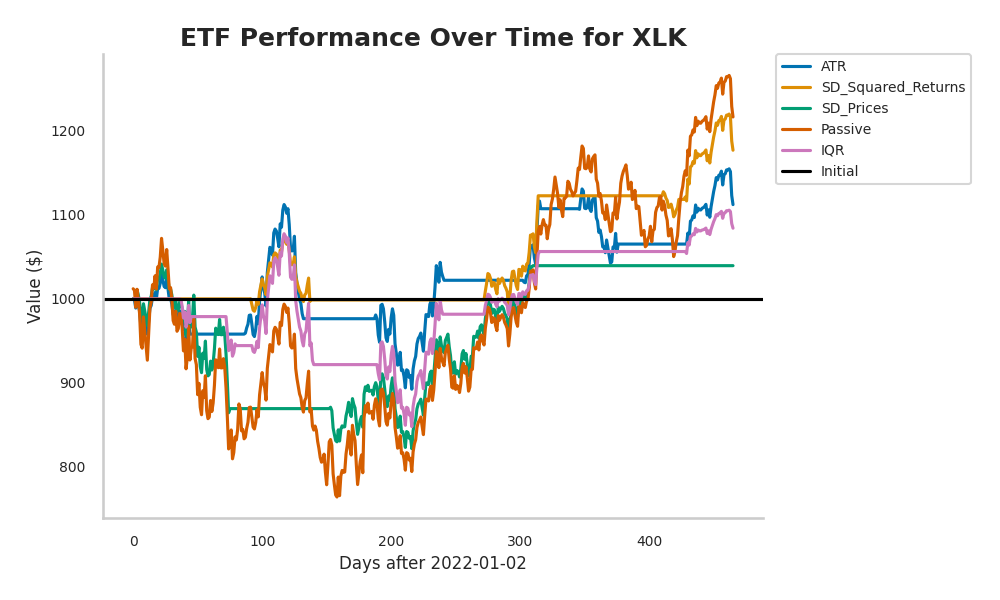 ETF Performance Over Time for XLK
ATR
SD_Squared_Returns
SD_Prices
Passive
IQR
Initial
Value ($)
1200
1100
1000
900
800
0 100 200 300 400
Days after 2022-01-02